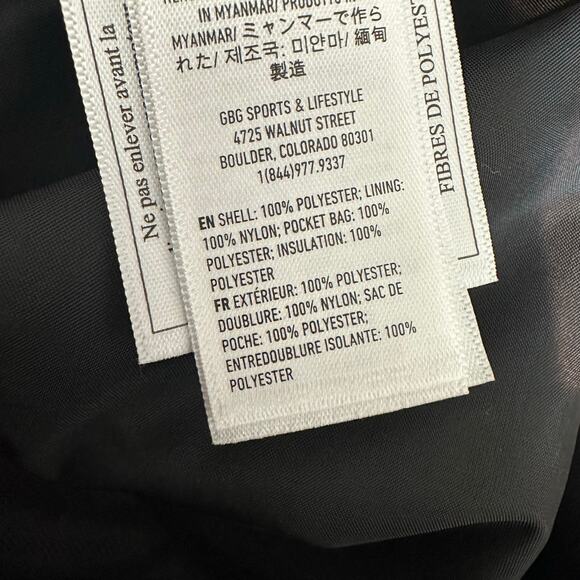 IN MYANMAR/ PRODOTTO IN
MYANMAR/ ミャンマーで作ら
れた/ 제조국: 미얀마/ 緬甸
製造
GBG SPORTS & LIFESTYLE
4725 WALNUT STREET
BOULDER, COLORADO 80301
1(844)977.9337
EN SHELL: 100% POLYESTER; LINING:
100% NYLON; POCKET BAG: 100%
POLYESTER; INSULATION: 100%
POLYESTER
FR EXTÉRIEUR: 100% POLYESTER;
DOUBLURE: 100% NYLON; SAC DE
POCHE: 100% POLYESTER;
ENTREDOUBLURE ISOLANTE: 100%
POLYESTER
Ne pas enlever avant la
FIBRES DE POLYEST